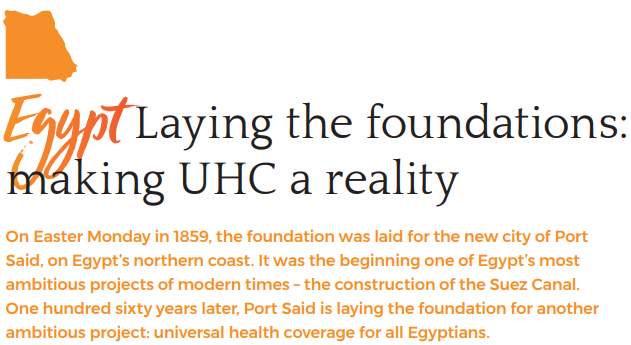 Egypt Laying the foundations:
making UHC a reality
On Easter Monday in 1859, the foundation was laid for the new city of Port
Said, on Egypt's northern coast. It was the beginning one of Egypt's most
ambitious projects of modern times – the construction of the Suez Canal.
One hundred sixty years later, Port Said is laying the foundation for another
ambitious project: universal health coverage for all Egyptians.